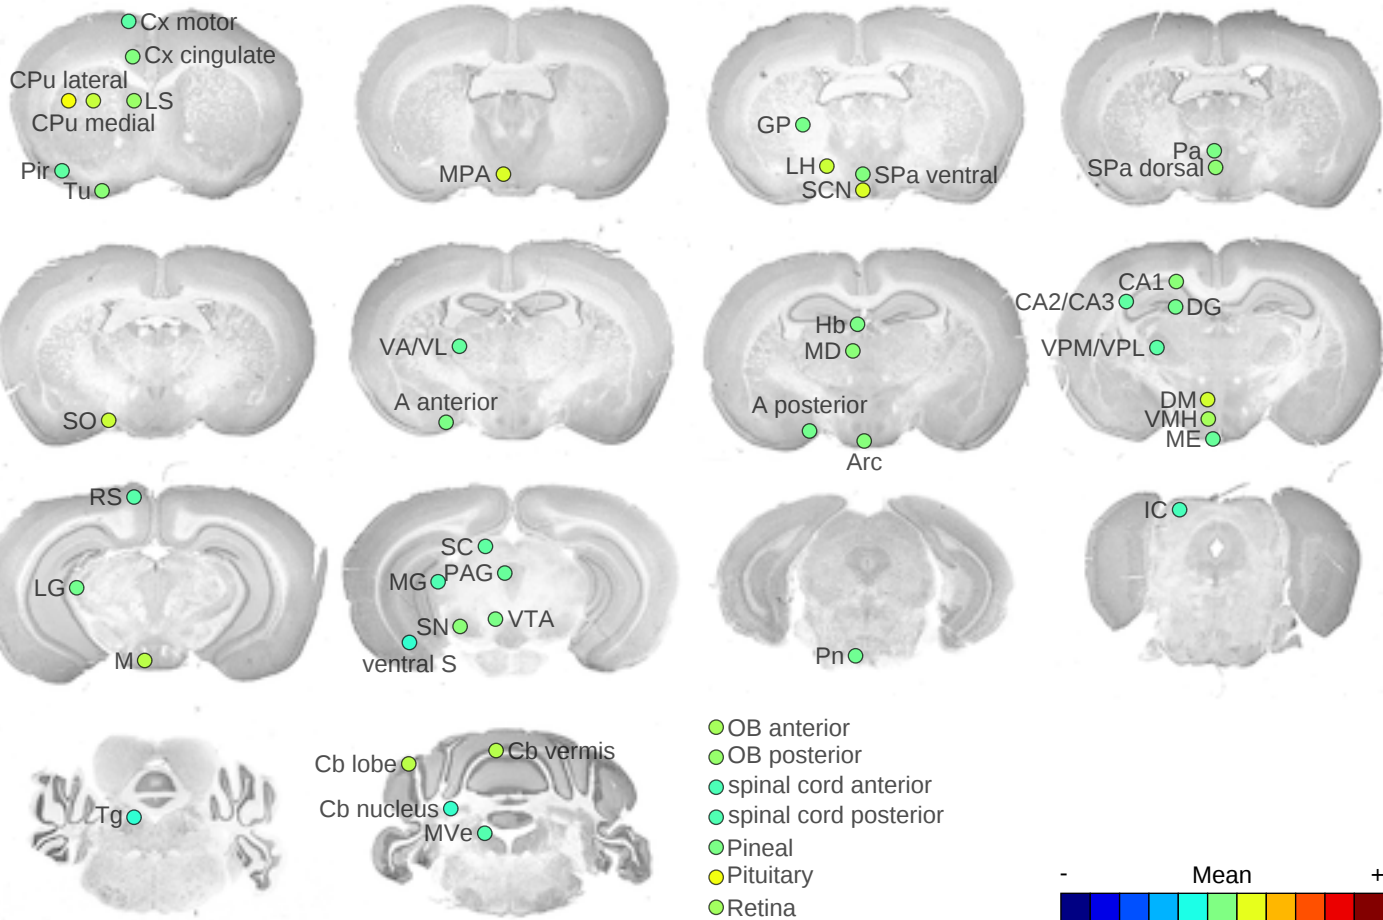 Cx motor
Cx cingulate
CPu lateral
LS
CPu medial
Pir
Tu
MPA
GP
LH
SPa ventral
SCN
Pa
SPa dorsal
SO
VA/VL
A anterior
Hb
MD
A posterior
Arc
CA1
CA2/CA3
DG
VPM/VPL
DM
VMH
ME
RS
LG
M
SC
MG
PAG
SN
VTA
ventral S
Pn
IC
Tg
Cb lobe
Cb vermis
Cb nucleus
MVe
OB anterior
OB posterior
spinal cord anterior
spinal cord posterior
Pineal
Pituitary
Retina
- Mean +